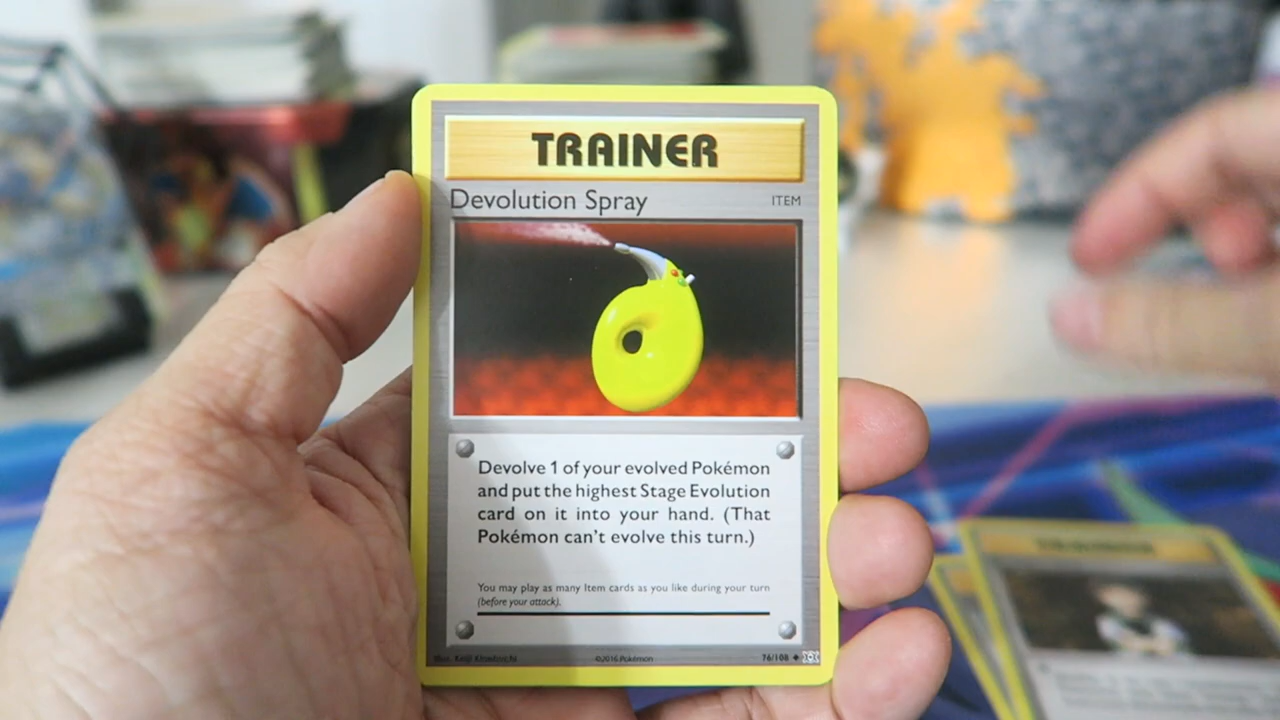 TRAINER
Devolution Spray ITEM
Devolve 1 of your evolved Pokémon
and put the highest Stage Evolution
card on it into your hand. (That
Pokémon can't evolve this turn.)
You may play as many Item cards as you like during your turn
(before your attack).
©2016 Pokémon 76/108
TRAINER